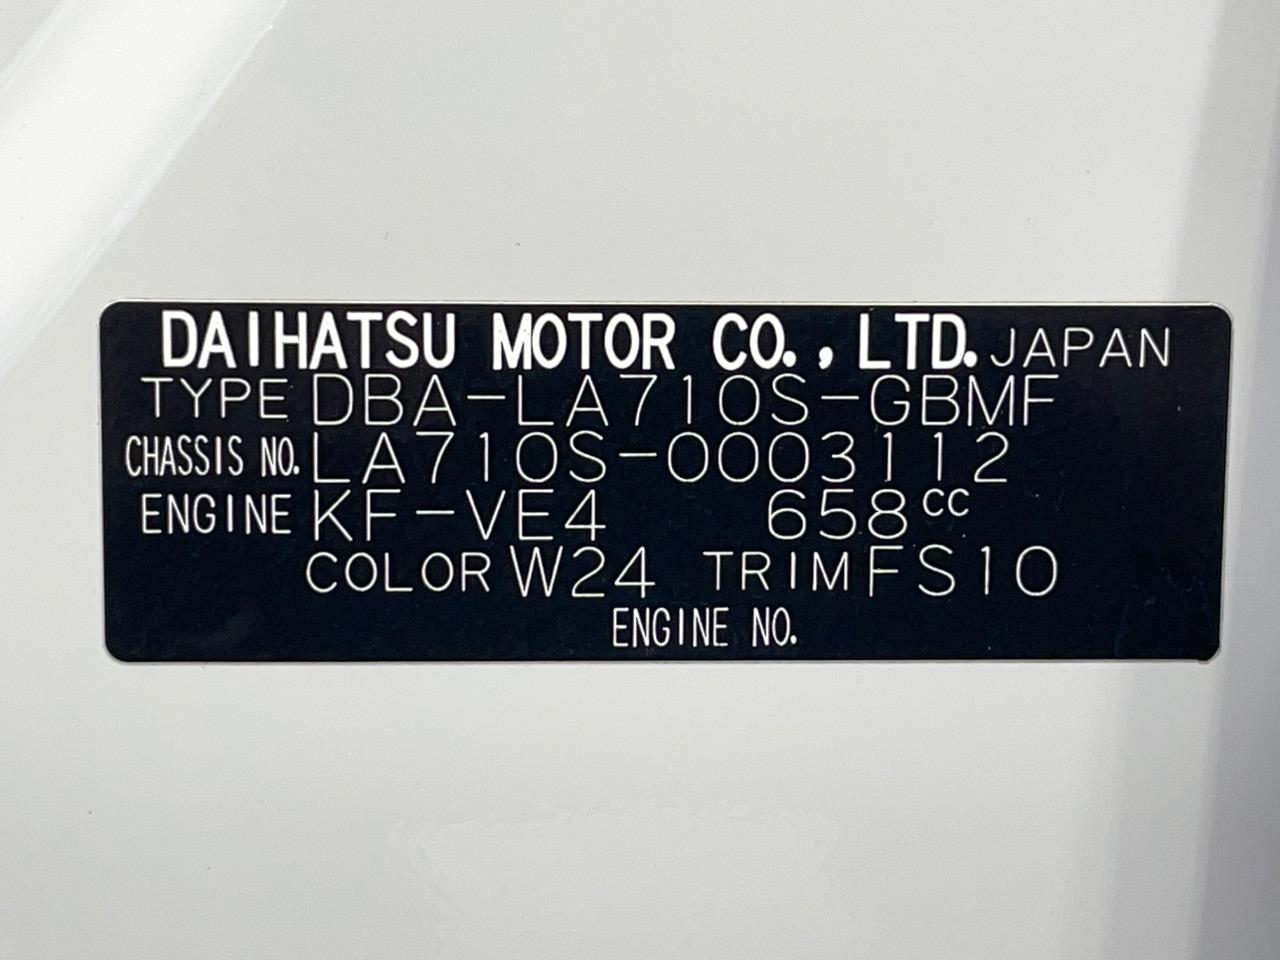 DAIHATSU MOTOR CO., LTD. JAPAN
TYPE DBA-LA710S-GBMF
CHASSIS NO. LA710S-0003112
ENGINE KF-VE4 658cc
COLOR W24 TRIM FS10
ENGINE NO.